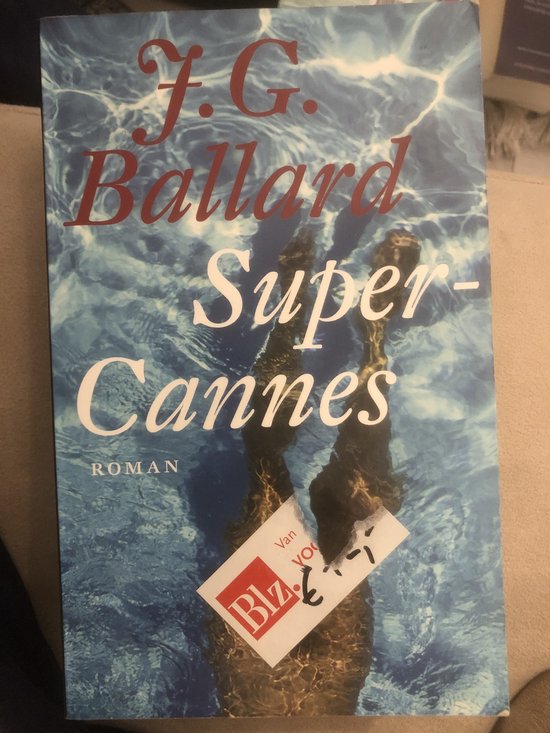 J.G.
Ballard
Super-
Cannes
ROMAN
Van
Blz.